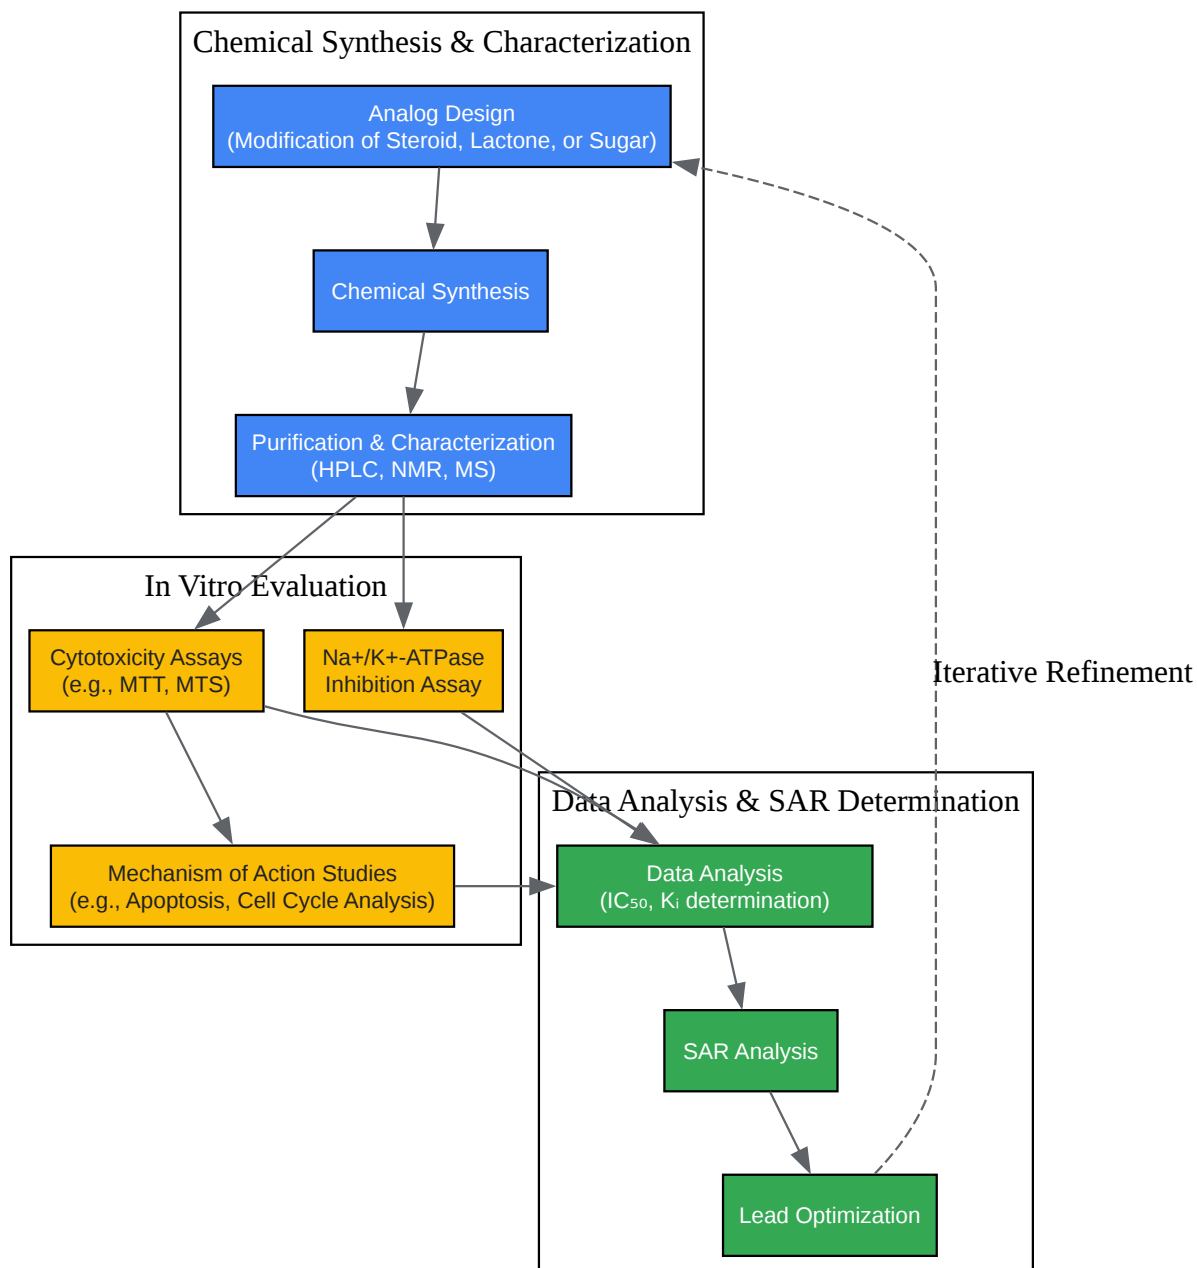 Chemical Synthesis & Characterization
Analog Design
(Modification of Steroid, Lactone, or Sugar)
Chemical Synthesis
Purification & Characterization
(HPLC, NMR, MS)
In Vitro Evaluation
Cytotoxicity Assays
(e.g., MTT, MTS)
Na+/K+-ATPase
Inhibition Assay
Iterative Refinement
Mechanism of Action Studies
(e.g., Apoptosis, Cell Cycle Analysis)
Data Analysis & SAR Determination
Data Analysis
(IC₅₀, Kᵢ determination)
SAR Analysis
Lead Optimization